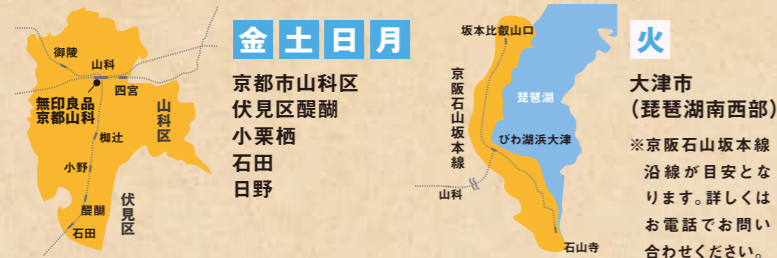 御陵
山科
四宮
無印良品
京都山科
山科区
椥辻
小野
醍醐
石田
伏見区
金土日月
京都市山科区
伏見区醍醐
小栗栖
石田
日野
坂本比叡山口
京阪石山坂本線
琵琶湖
びわ湖浜大津
山科
石山寺
火
大津市
（琵琶湖南西部）
※京阪石山坂本線
沿線が目安とな
ります。詳しくは
お電話でお問い
合わせください。